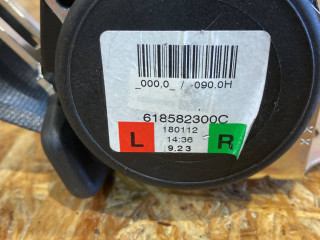 _000,0_ / -090,0H
618582300C
180112
L 14:36 R
9.23